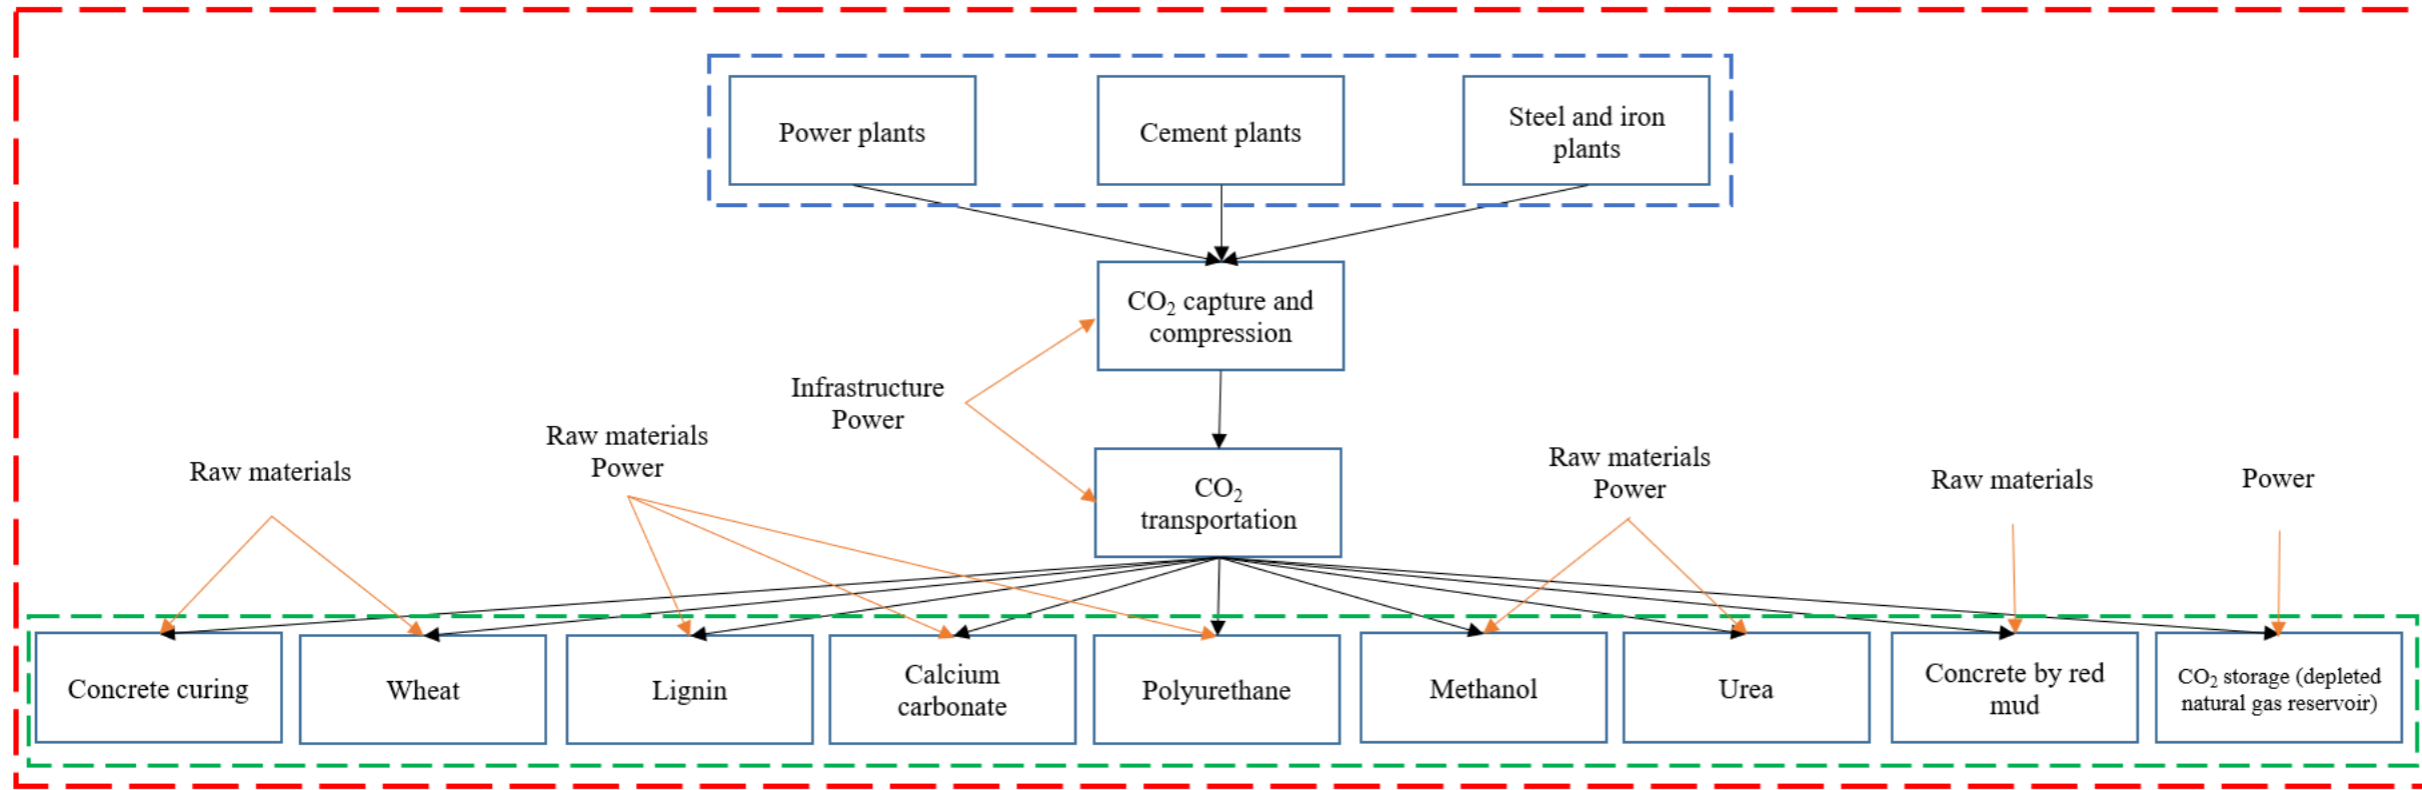 Power plants
Cement plants
Steel and iron
plants
CO₂ capture and
compression
Infrastructure
Power
Raw materials
Power
Raw materials
CO₂
transportation
Raw materials
Power
Raw materials
Power
Concrete curing
Wheat
Lignin
Calcium
carbonate
Polyurethane
Methanol
Urea
Concrete by red
mud
CO₂ storage (depleted
natural gas reservoir)